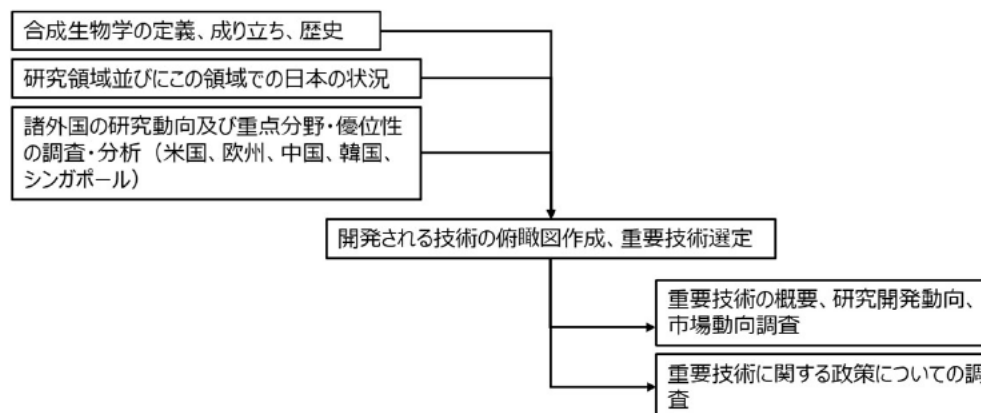 合成生物学の定義、成り立ち、歴史
研究領域並びにこの領域での日本の状況
諸外国の研究動向及び重点分野・優位性
の調査・分析（米国、欧州、中国、韓国、
シンガポール）
開発される技術の俯瞰図作成、重要技術選定
重要技術の概要、研究開発動向、
市場動向調査
重要技術に関する政策についての調
査